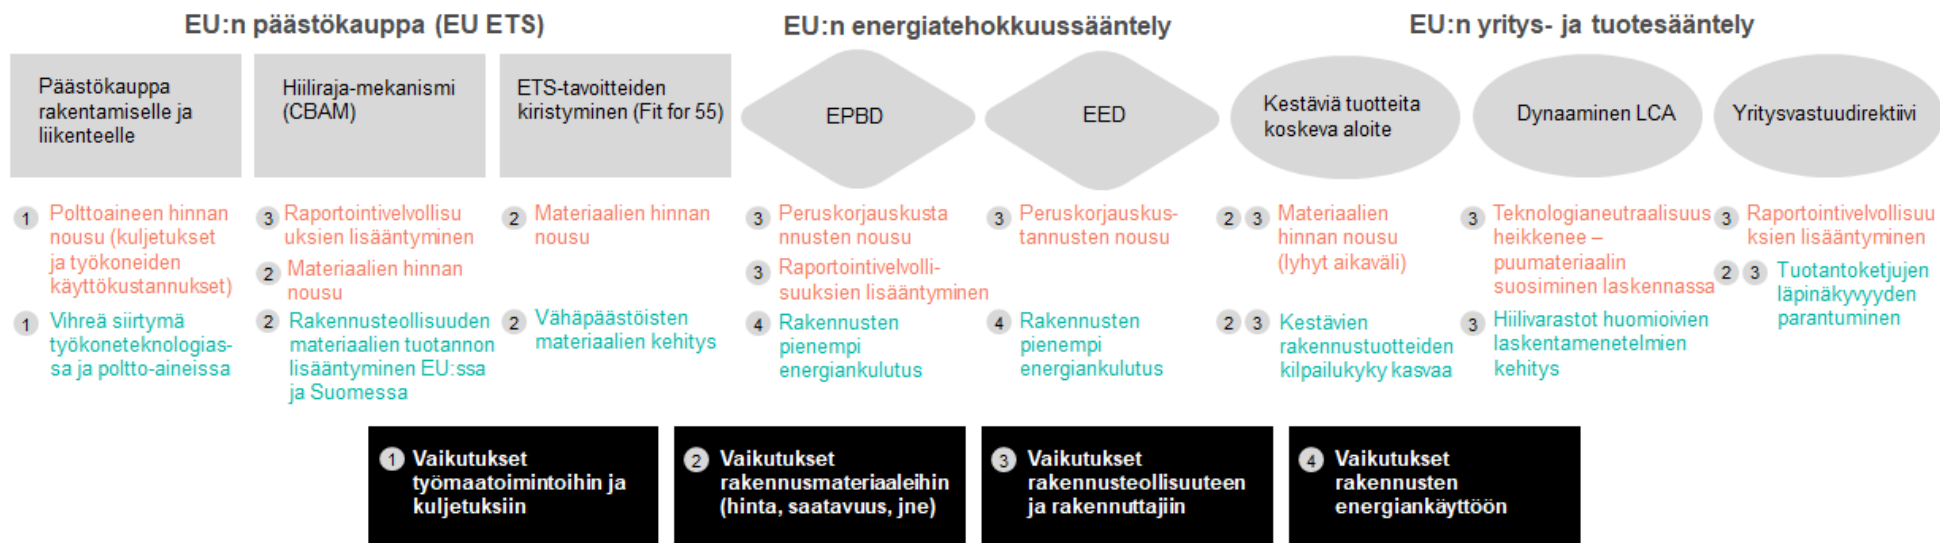 EU:n päästökauppa (EU ETS)
EU:n energiatehokkuussääntely
EU:n yritys- ja tuotesääntely
Päästökauppa
rakentamiselle ja
liikenteelle
Hiiliraja-mekanismi
(CBAM)
ETS-tavoitteiden
kiristyminen (Fit for 55)
EPBD
EED
Kestäviä tuotteita
koskeva aloite
Dynaaminen LCA
Yritysvastuudirektiivi
1 Polttoaineen hinnan
nousu (kuljetukset
ja työkoneiden
käyttökustannukset)
1 Vihreä siirtymä
työkoneteknologias-
sa ja poltto-aineissa
3 Raportointivelvollisu
uksien lisääntyminen
2 Materiaalien hinnan
nousu
2 Rakennusteollisuuden
materiaalien tuotannon
lisääntyminen EU:ssa
ja Suomessa
2 Materiaalien hinnan
nousu
2 Vähäpäästöisten
materiaalien kehitys
3 Peruskorjauskusta
nnusten nousu
3 Raportointivelvolli-
suuksien lisääntyminen
4 Rakennusten
pienempi
energiankulutus
3 Peruskorjauskus-
tannusten nousu
4 Rakennusten
pienempi
energiankulutus
2 3 Materiaalien
hinnan nousu
(lyhyt aikaväli)
2 3 Kestävien
rakennustuotteiden
kilpailukyky kasvaa
3 Teknologianeutraalisuus
heikkenee –
puumateriaalin
suosiminen laskennassa
3 Hiilivarastot huomioivien
laskentamenetelmien
kehitys
3 Raportointivelvollisuu
ksien lisääntyminen
2 3 Tuotantoketjujen
läpinäkyvyyden
parantuminen
1 Vaikutukset
työmaatoimintoihin ja
kuljetuksiin
2 Vaikutukset
rakennusmateriaaleihin
(hinta, saatavuus, jne)
3 Vaikutukset
rakennusteollisuuteen
ja rakennuttajiin
4 Vaikutukset
rakennusten
energiankäyttöön